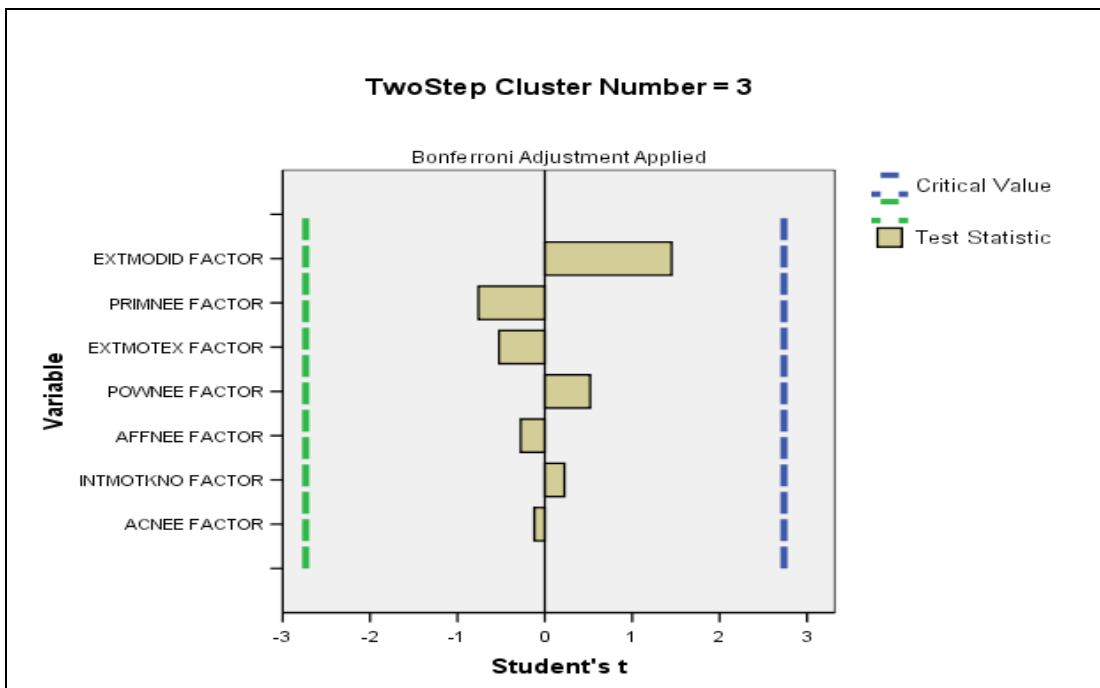 TwoStep Cluster Number = 3
Bonferroni Adjustment Applied
Critical Value
Test Statistic
Variable
EXTMODID FACTOR
PRIMNEE FACTOR
EXTMOTEX FACTOR
POWNEE FACTOR
AFFNEE FACTOR
INTMOTKNO FACTOR
ACNEE FACTOR
-3 -2 -1 0 1 2 3
Student's t